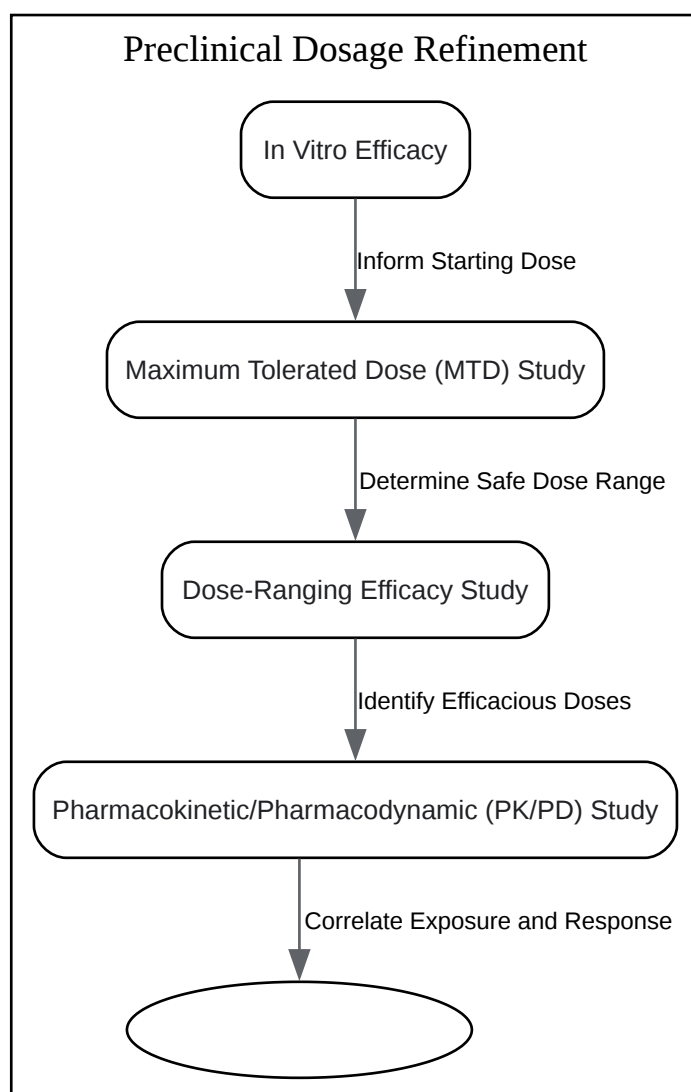 Preclinical Dosage Refinement
In Vitro Efficacy
Inform Starting Dose
Maximum Tolerated Dose (MTD) Study
Determine Safe Dose Range
Dose-Ranging Efficacy Study
Identify Efficacious Doses
Pharmacokinetic/Pharmacodynamic (PK/PD) Study
Correlate Exposure and Response